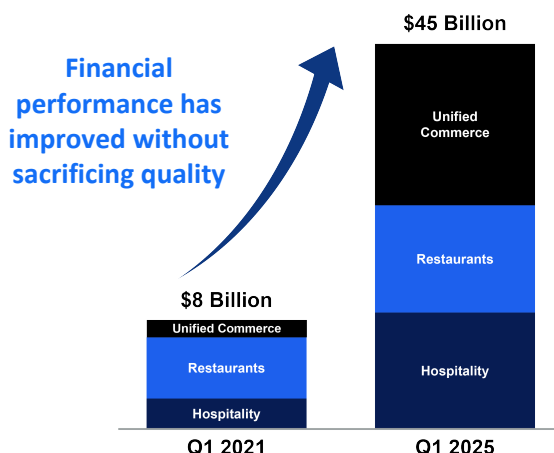 $45 Billion
Financial
performance has
improved without
sacrificing quality
Unified
Commerce
Restaurants
Hospitality
$8 Billion
Unified Commerce
Restaurants
Hospitality
Q1 2021
Q1 2025